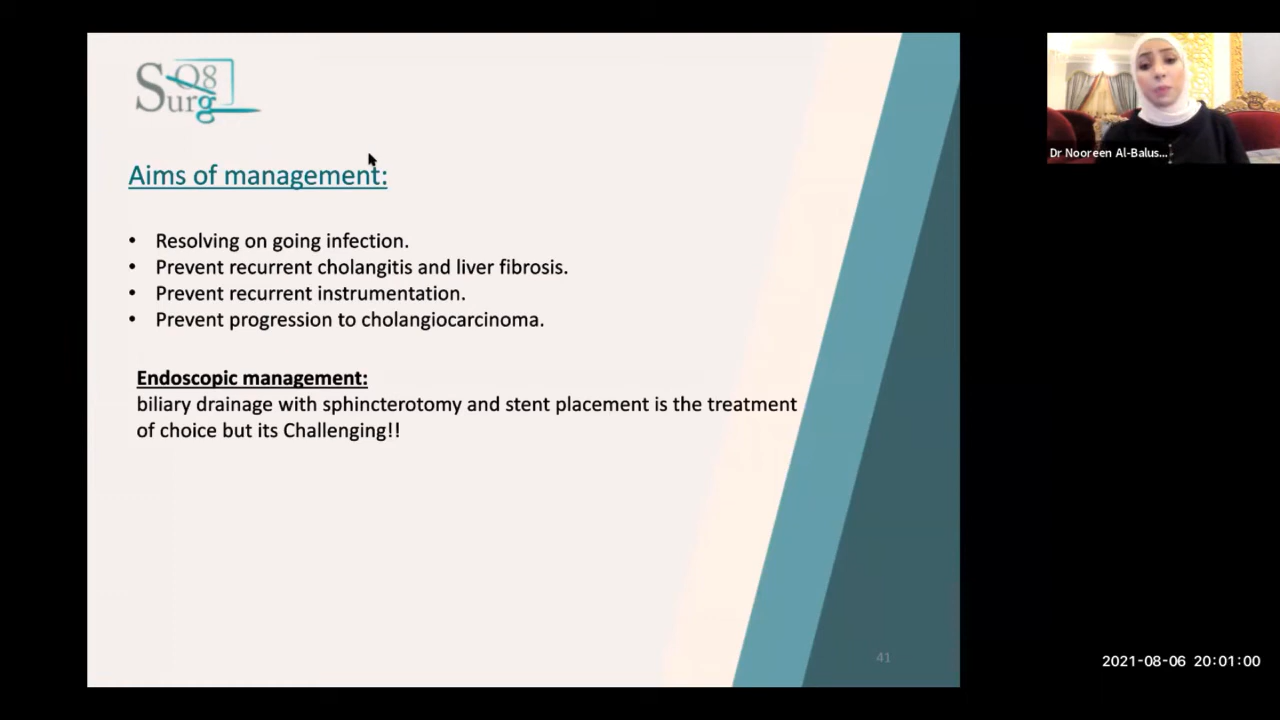 Surg
Q8
Aims of management:
• Resolving on going infection.
• Prevent recurrent cholangitis and liver fibrosis.
• Prevent recurrent instrumentation.
• Prevent progression to cholangiocarcinoma.
Endoscopic management:
biliary drainage with sphincterotomy and stent placement is the treatment
of choice but its Challenging!!
41
Dr Nooreen Al-Balus...
2021-08-06 20:01:00